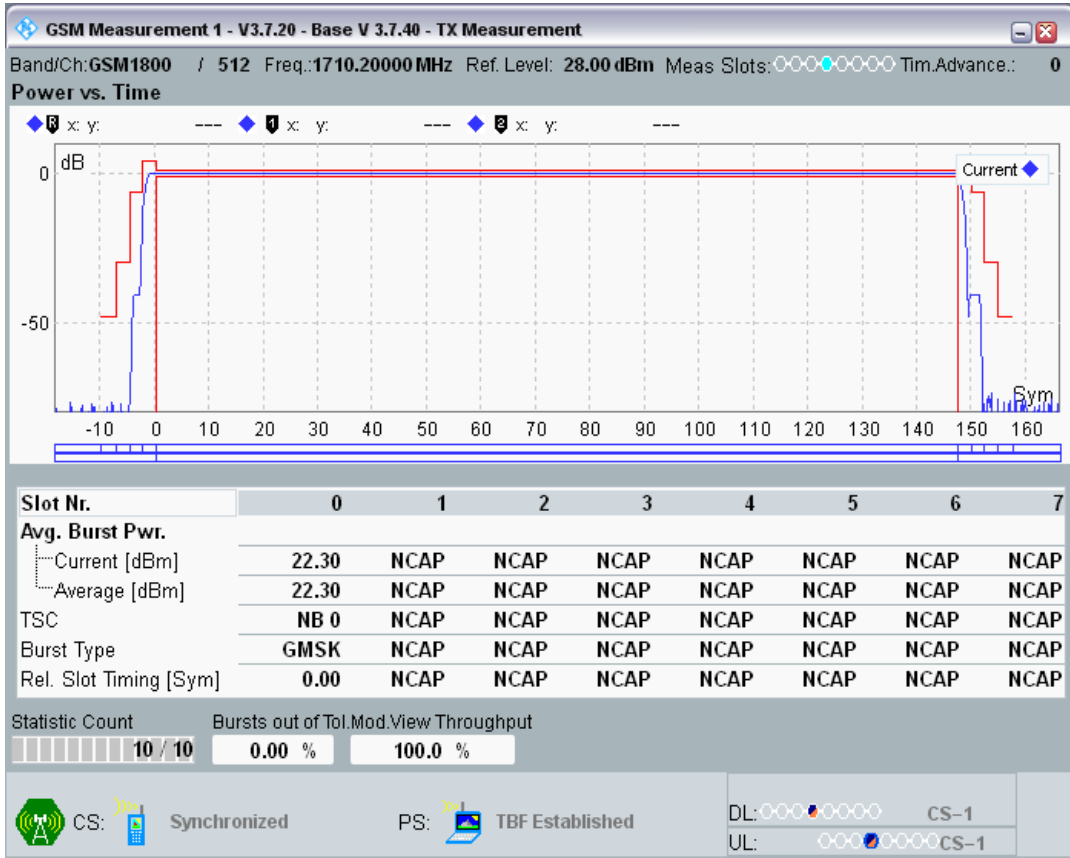 GSM Measurement 1 - V3.7.20 - Base V 3.7.40 - TX Measurement
Band/Ch:GSM1800 / 512 Freq.:1710.20000 MHz Ref. Level: 28.00 dBm Meas Slots: Tim.Advance.: 0
Power vs. Time
R x: y: --- 1 x: y: --- 2 x: y: ---
dB
Current
0
-50
Sym
-10 0 10 20 30 40 50 60 70 80 90 100 110 120 130 140 150 160
Slot Nr. 0 1 2 3 4 5 6 7
Avg. Burst Pwr.
Current [dBm] 22.30 NCAP NCAP NCAP NCAP NCAP NCAP NCAP
Average [dBm] 22.30 NCAP NCAP NCAP NCAP NCAP NCAP NCAP
TSC NB 0 NCAP NCAP NCAP NCAP NCAP NCAP NCAP
Burst Type GMSK NCAP NCAP NCAP NCAP NCAP NCAP NCAP
Rel. Slot Timing [Sym] 0.00 NCAP NCAP NCAP NCAP NCAP NCAP NCAP
Statistic Count Bursts out of Tol.Mod.View Throughput
10 / 10 0.00 % 100.0 %
CS: Synchronized PS: TBF Established
DL: CS-1
UL: CS-1